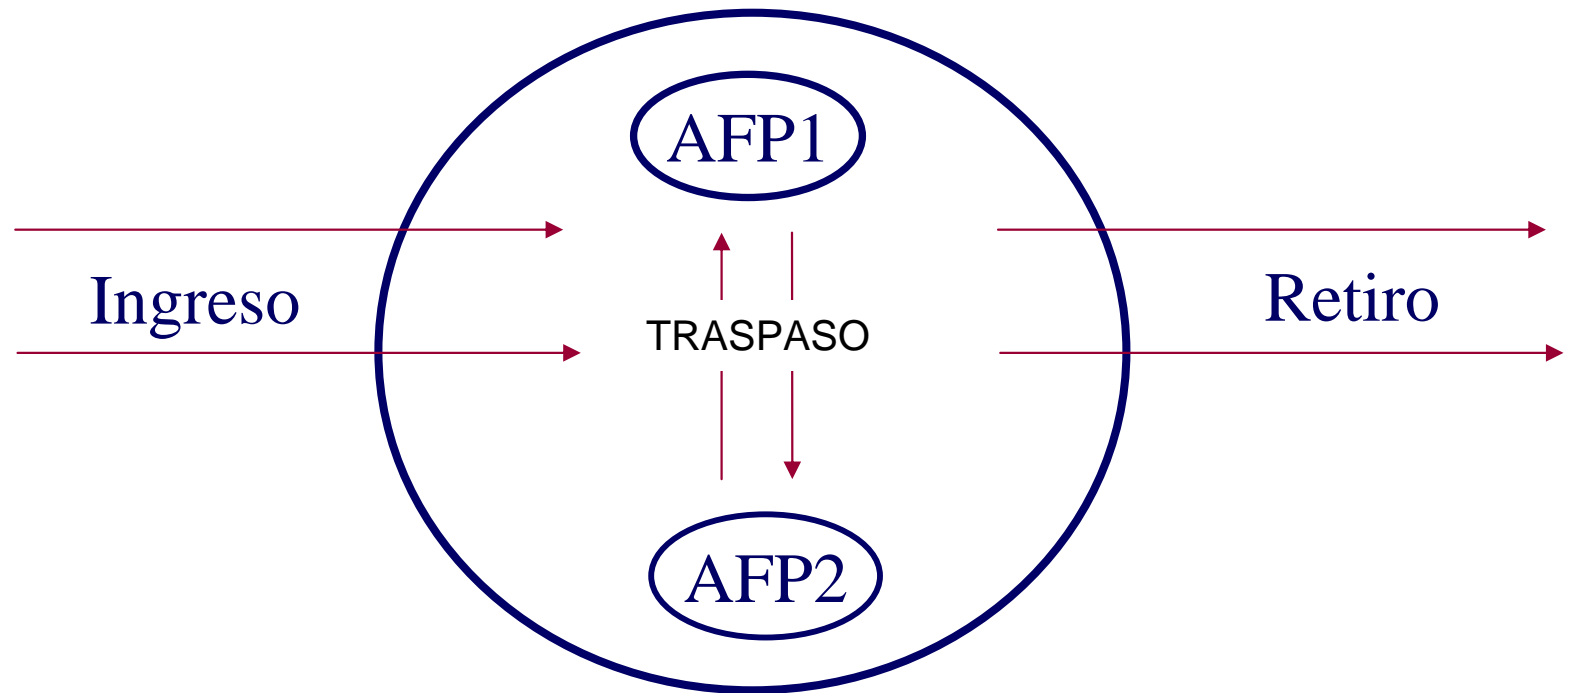 AFP1
Ingreso
TRASPASO
Retiro
AFP2